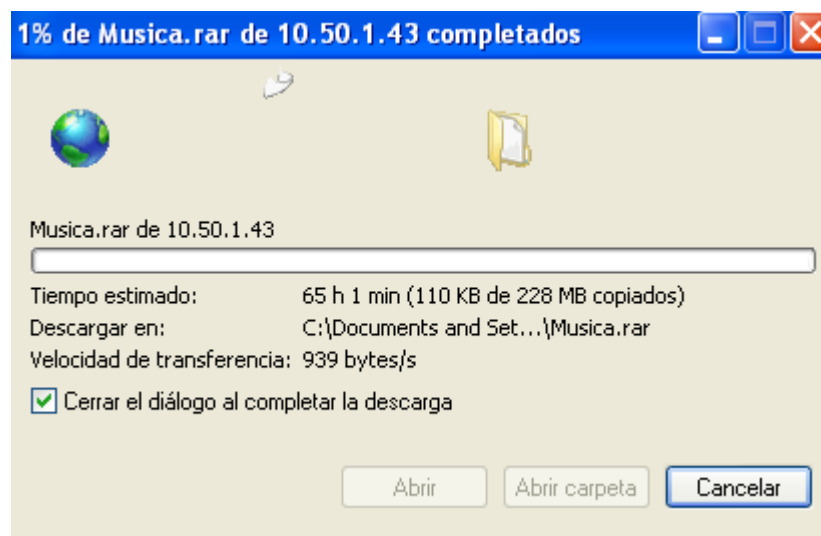 1% de Musica.rar de 10.50.1.43 completados
Musica.rar de 10.50.1.43
Tiempo estimado: 65 h 1 min (110 KB de 228 MB copiados)
Descargar en: C:\Documents and Set...\Musica.rar
Velocidad de transferencia: 939 bytes/s
Cerrar el diálogo al completar la descarga
Abrir Abrir carpeta Cancelar